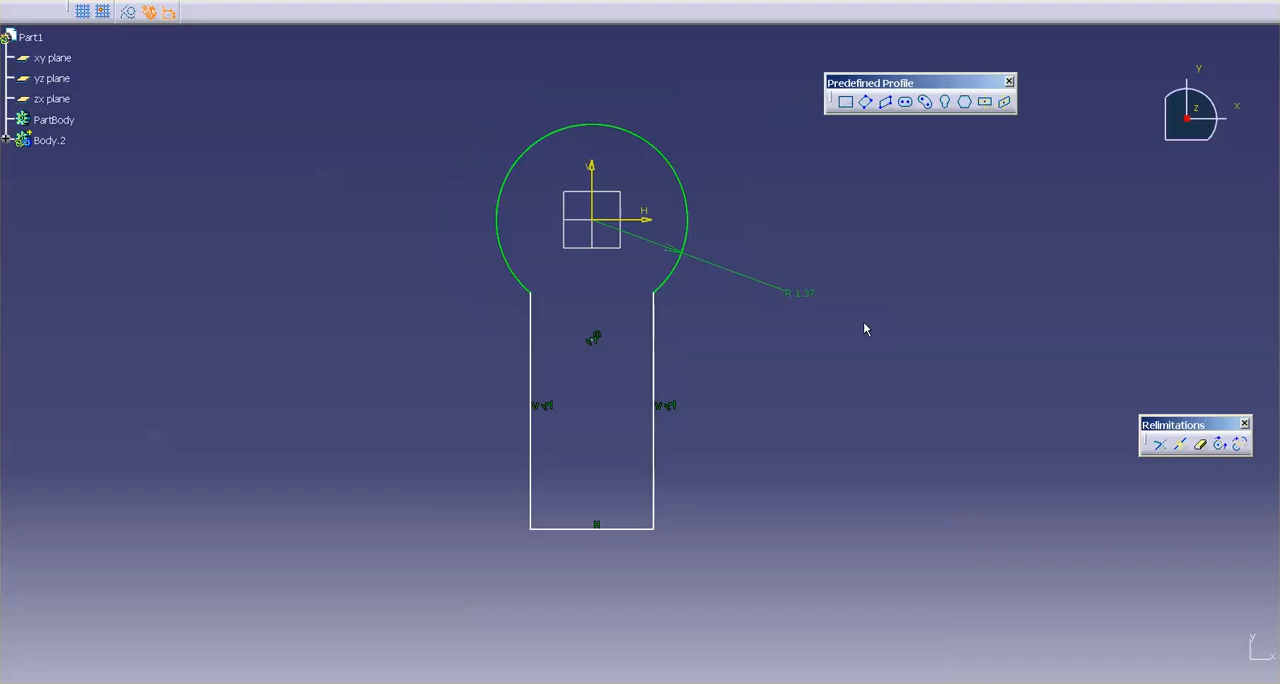 Part1
xy plane
yz plane
zx plane
PartBody
Body.2
Predefined Profile
y
x
z
V
H
R 1.37
V
V
H
Relimitations
y
x